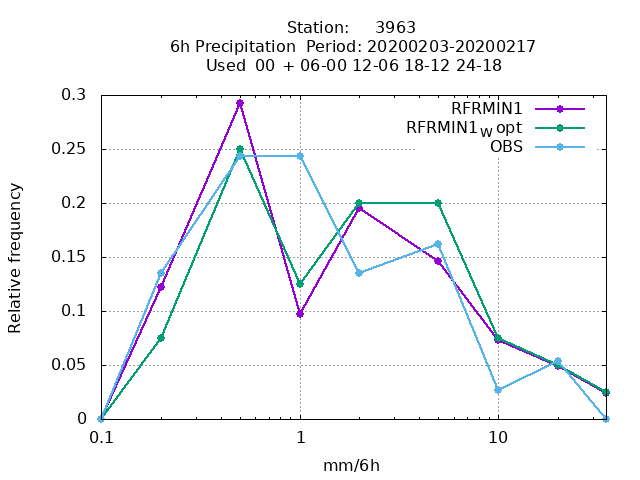 Station: 3963
6h Precipitation Period: 20200203-20200217
Used 00 + 06-00 12-06 18-12 24-18
RFRMIN1
RFRMIN1W opt
OBS
Relative frequency
0.3
0.25
0.2
0.15
0.1
0.05
0
0.1 1 10
mm/6h